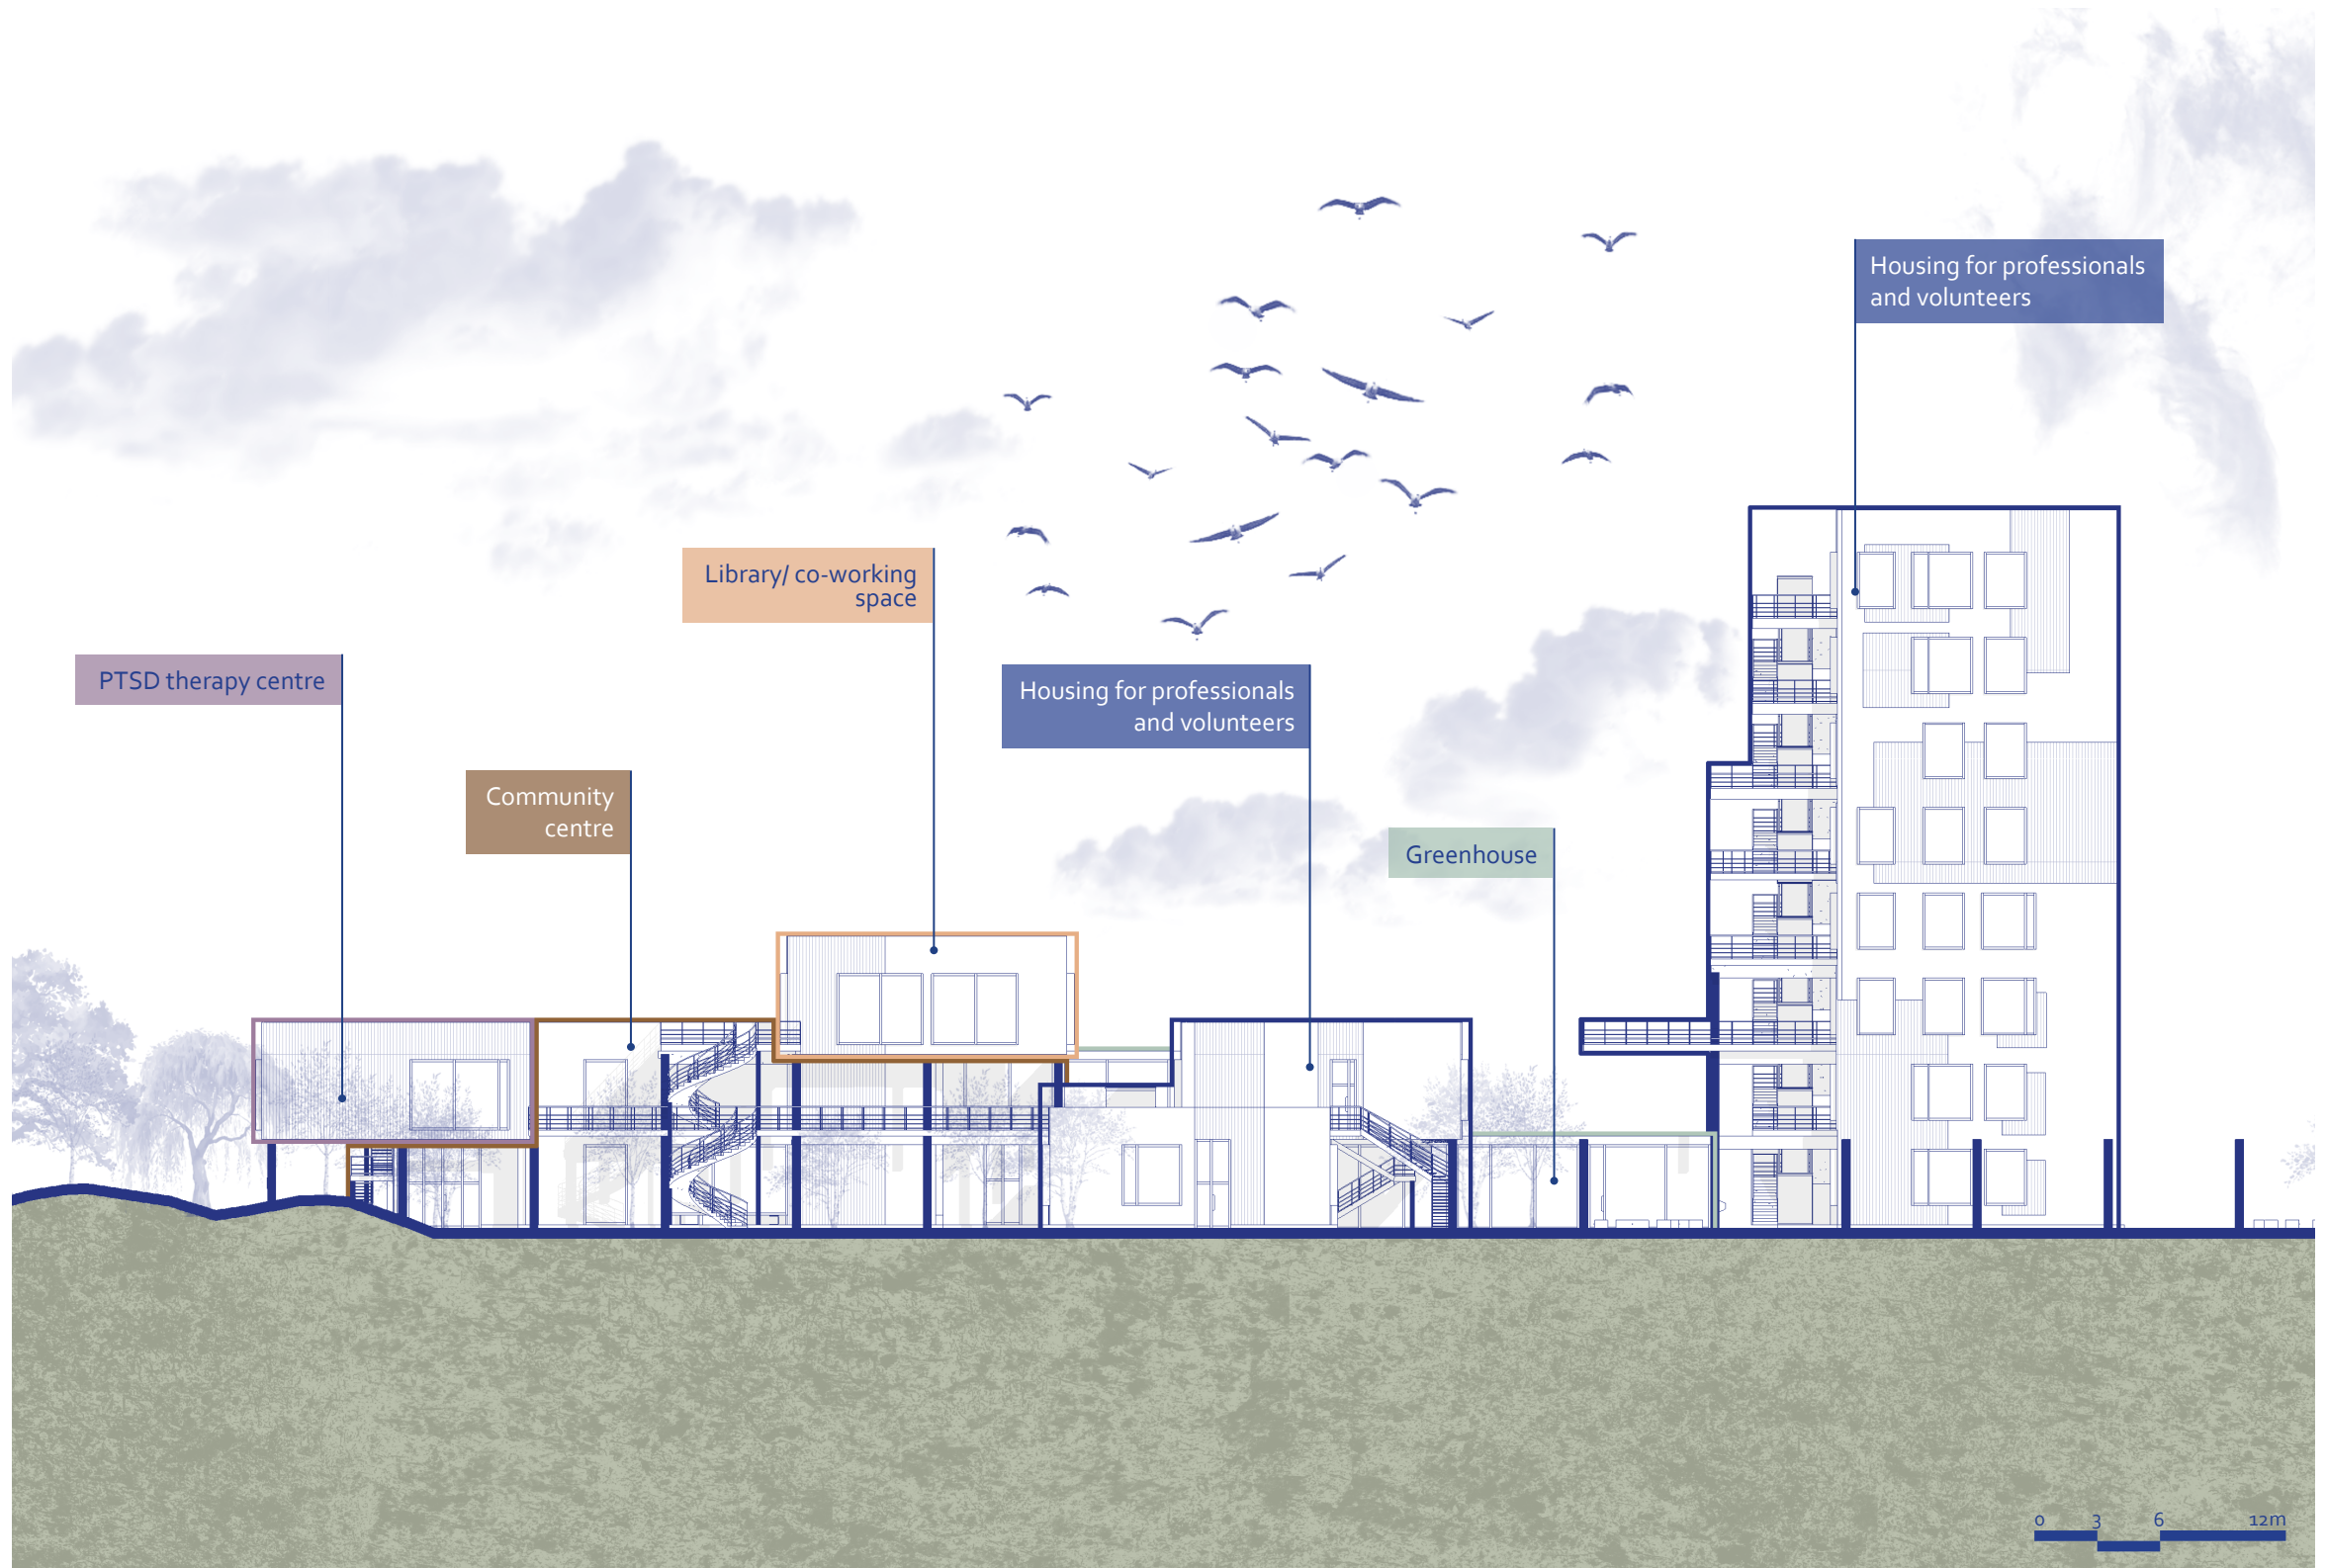 Housing for professionals
and volunteers
Library/ co-working
space
PTSD therapy centre
Housing for professionals
and volunteers
Community
centre
Greenhouse
0 3 6 12m